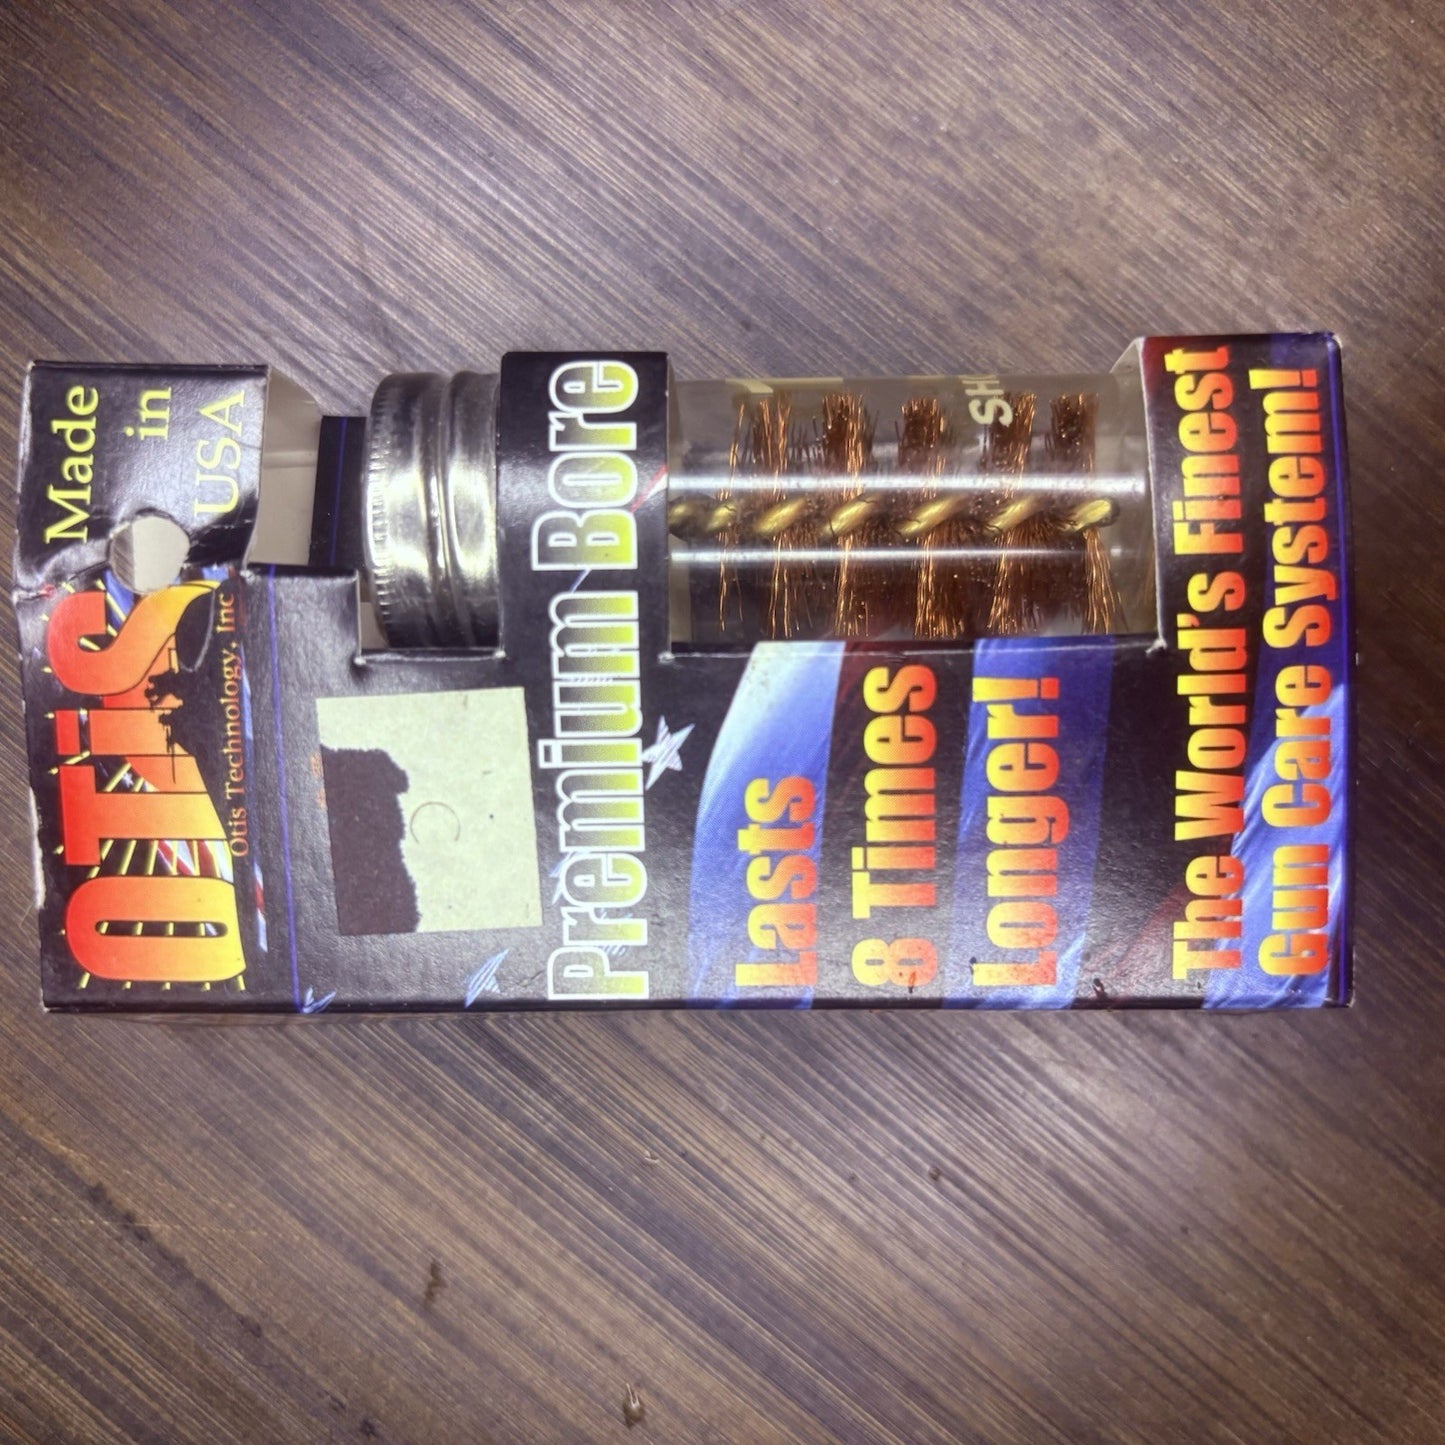 Made
in
USA
OTIS
Otis Technology, Inc
Premium Bore
Lasts
8 Times
Longer!
The World's Finest
Gun Care System!